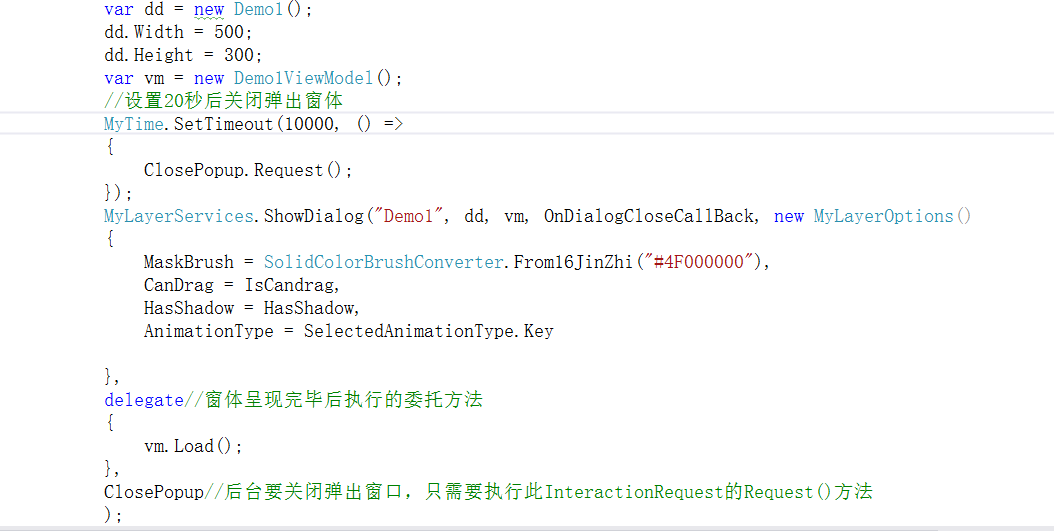 var dd = new Demo1();
dd.Width = 500;
dd.Height = 300;
var vm = new Demo1ViewModel();
//设置20秒后关闭弹出窗体
MyTime.SetTimeout(10000, () =>
{
    ClosePopup.Request();
});
MyLayerServices.ShowDialog("Demo1", dd, vm, OnDialogCloseCallBack, new MyLayerOptions()
{
    MaskBrush = SolidColorBrushConverter.From16JinZhi("#4F000000"),
    CanDrag = IsCandrag,
    HasShadow = HasShadow,
    AnimationType = SelectedAnimationType.Key
},
delegate//窗体呈现完毕后执行的委托方法
{
    vm.Load();
},
ClosePopup//后台要关闭弹出窗口，只需要执行此InteractionRequest的Request()方法
);